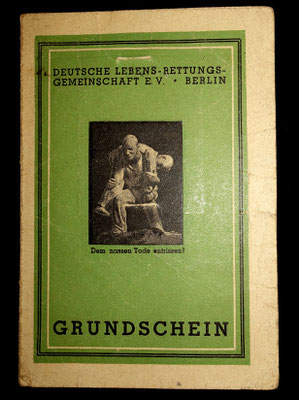 DEUTSCHE LEBENS-RETTUNGS-
GEMEINSCHAFT E.V. • BERLIN
Dem nassen Tode entrissen!
GRUNDSCHEIN